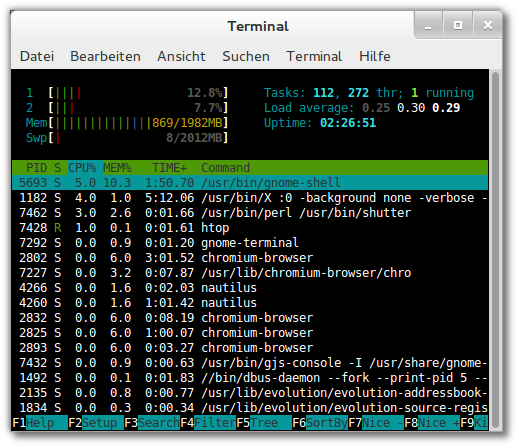 Terminal
Datei Bearbeiten Ansicht Suchen Terminal Hilfe
1 [|||| 12.8%] Tasks: 112, 272 thr; 1 running
2 [||| 7.7%] Load average: 0.25 0.30 0.29
Mem[|||||||||||||||869/1982MB] Uptime: 02:26:51
Swp[| 8/2012MB]
PID S CPU% MEM% TIME+ Command
5693 S 5.0 10.3 1:50.70 /usr/bin/gnome-shell
1182 S 4.0 1.0 5:12.06 /usr/bin/X :0 -background none -verbose -
7462 S 3.0 2.6 0:01.66 /usr/bin/perl /usr/bin/shutter
7428 R 1.0 0.1 0:01.61 htop
7292 S 0.0 0.9 0:01.20 gnome-terminal
2802 S 0.0 6.0 3:01.52 chromium-browser
7227 S 0.0 3.2 0:07.87 /usr/lib/chromium-browser/chro
4266 S 0.0 1.6 0:02.03 nautilus
4260 S 0.0 1.6 1:01.42 nautilus
2832 S 0.0 6.0 0:08.19 chromium-browser
2825 S 0.0 6.0 1:00.07 chromium-browser
2893 S 0.0 6.0 0:03.27 chromium-browser
7432 S 0.0 0.9 0:00.63 /usr/bin/gjs-console -I /usr/share/gnome-
1492 S 0.0 0.1 0:01.83 //bin/dbus-daemon --fork --print-pid 5 --
2135 S 0.0 0.8 0:00.77 /usr/lib/evolution/evolution-addressbook-
1834 S 0.0 0.3 0:00.34 /usr/lib/evolution/evolution-source-regis
F1Help F2Setup F3SearchF4FilterF5Tree F6SortByF7Nice -F8Nice +F9Ki